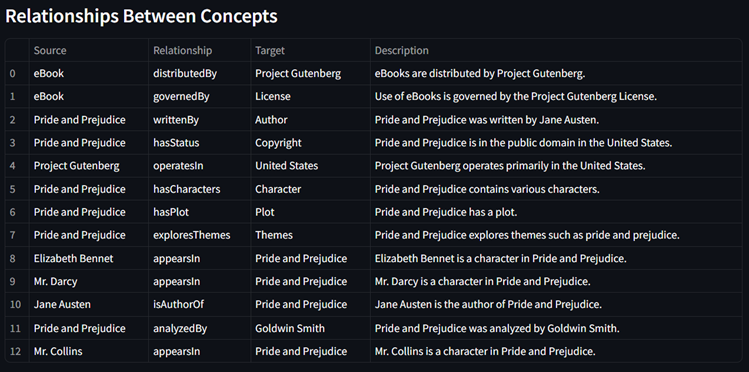 Relationships Between Concepts
Source Relationship Target Description
0 eBook distributedBy Project Gutenberg eBooks are distributed by Project Gutenberg.
1 eBook governedBy License Use of eBooks is governed by the Project Gutenberg License.
2 Pride and Prejudice writtenBy Author Pride and Prejudice was written by Jane Austen.
3 Pride and Prejudice hasStatus Copyright Pride and Prejudice is in the public domain in the United States.
4 Project Gutenberg operatesIn United States Project Gutenberg operates primarily in the United States.
5 Pride and Prejudice hasCharacters Character Pride and Prejudice contains various characters.
6 Pride and Prejudice hasPlot Plot Pride and Prejudice has a plot.
7 Pride and Prejudice exploresThemes Themes Pride and Prejudice explores themes such as pride and prejudice.
8 Elizabeth Bennet appearsIn Pride and Prejudice Elizabeth Bennet is a character in Pride and Prejudice.
9 Mr. Darcy appearsIn Pride and Prejudice Mr. Darcy is a character in Pride and Prejudice.
10 Jane Austen isAuthorOf Pride and Prejudice Jane Austen is the author of Pride and Prejudice.
11 Pride and Prejudice analyzedBy Goldwin Smith Pride and Prejudice was analyzed by Goldwin Smith.
12 Mr. Collins appearsIn Pride and Prejudice Mr. Collins is a character in Pride and Prejudice.